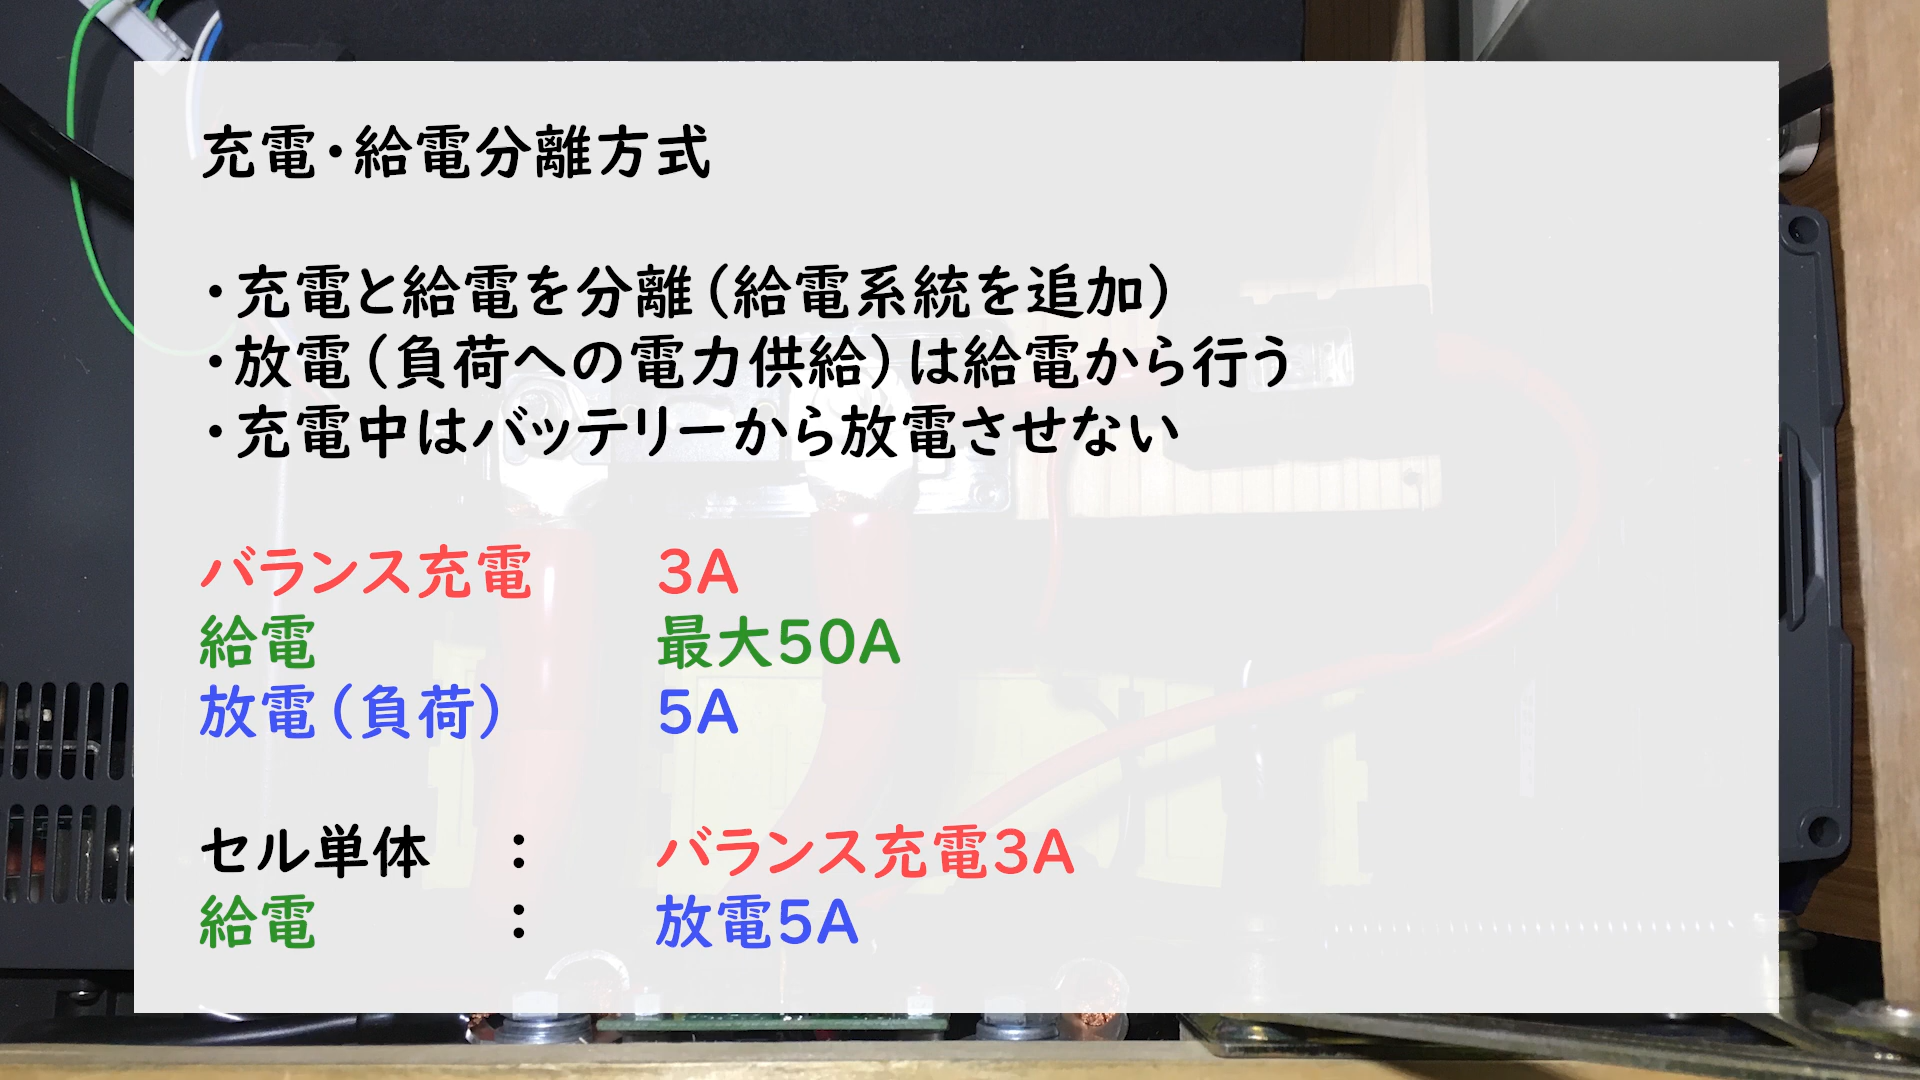 充電・給電分離方式
・充電と給電を分離（給電系統を追加）
・放電（負荷への電力供給）は給電から行う
・充電中はバッテリーから放電させない
バランス充電 3A
給電 最大50A
放電（負荷） 5A
セル単体 ： バランス充電3A
給電 ： 放電5A